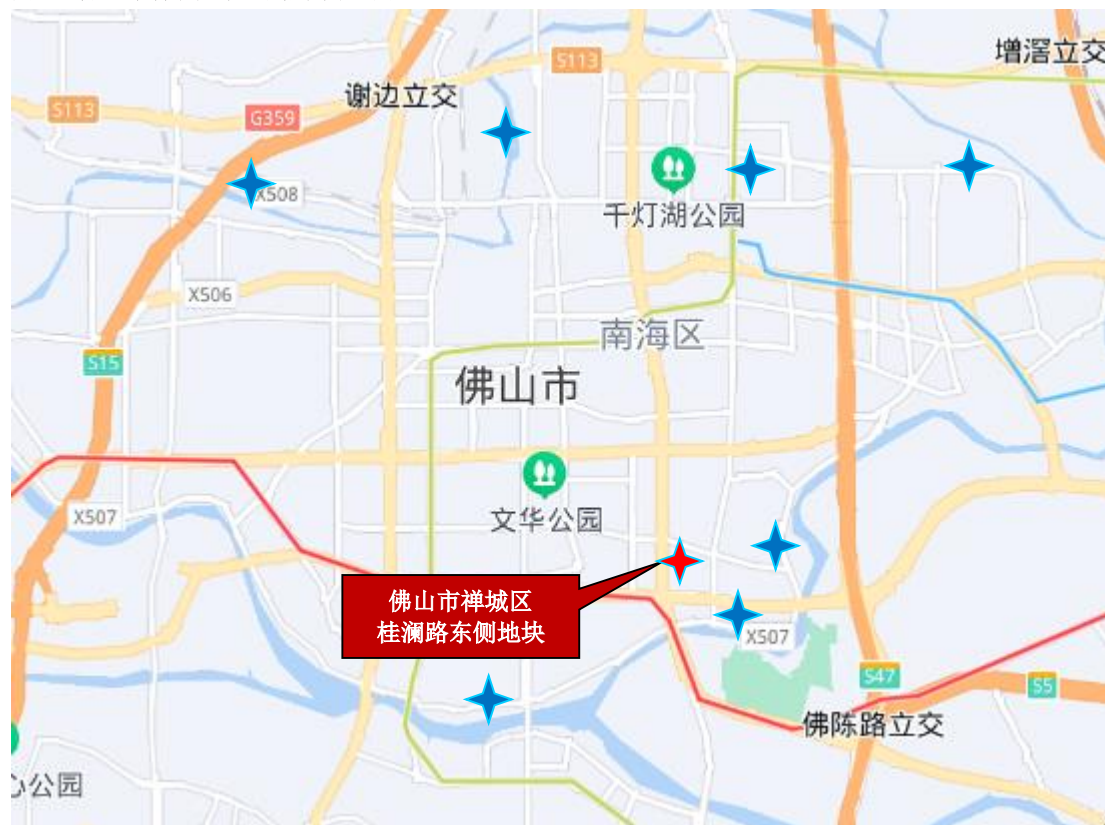 增滘立交
S113
谢边立交
S113
G359
X508
千灯湖公园
X506
南海区
S15
佛山市
X507
文华公园
佛山市禅城区
桂澜路东侧地块
X507
S47
S5
佛陈路立交
心公园